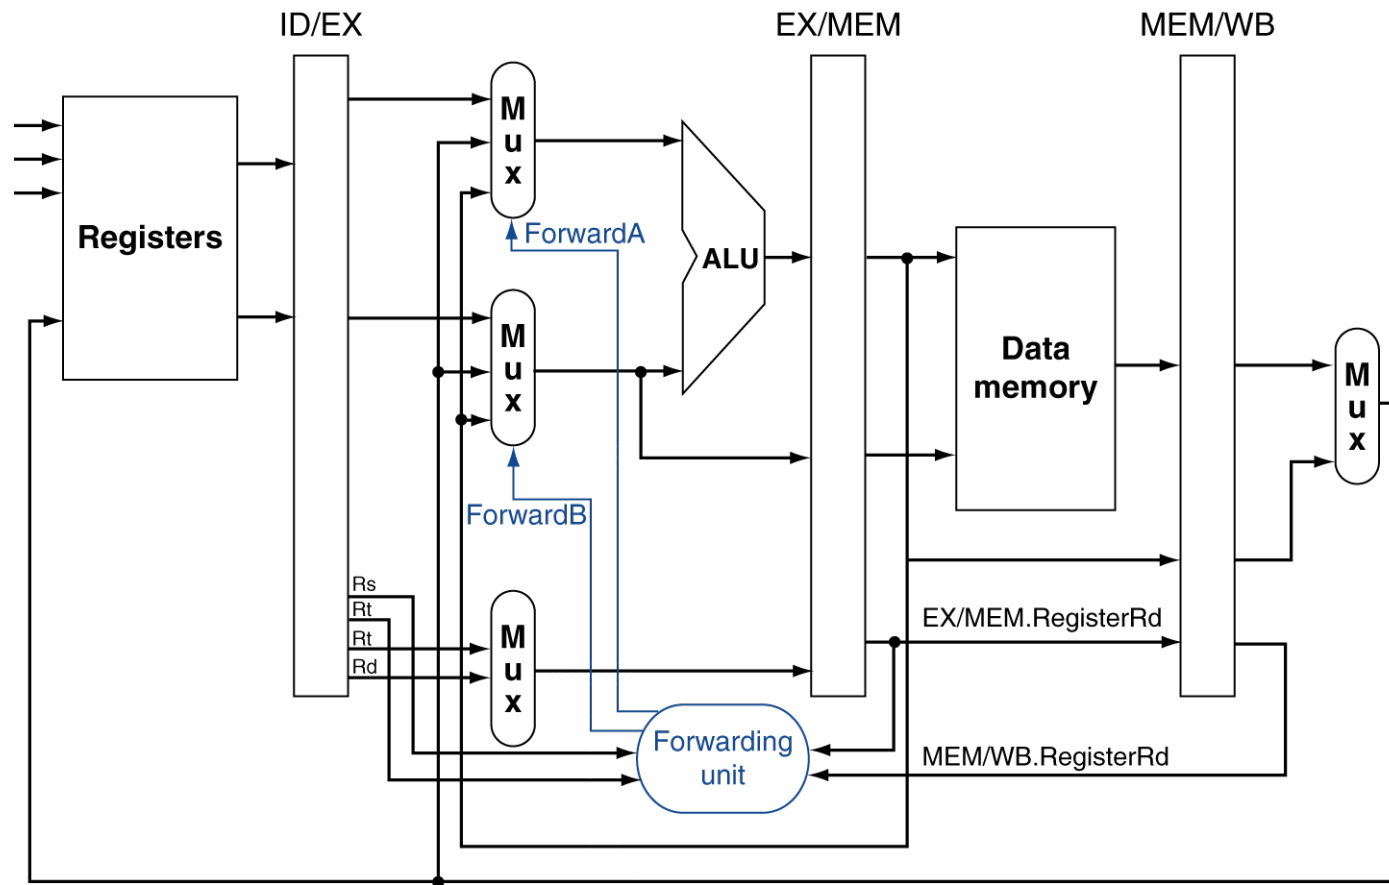 ID/EX
EX/MEM
MEM/WB
M
u
x
Registers
ForwardA
ALU
M
u
x
Data
memory
M
u
x
ForwardB
Rs
Rt
Rt
Rd
M
u
x
EX/MEM.RegisterRd
Forwarding
unit
MEM/WB.RegisterRd